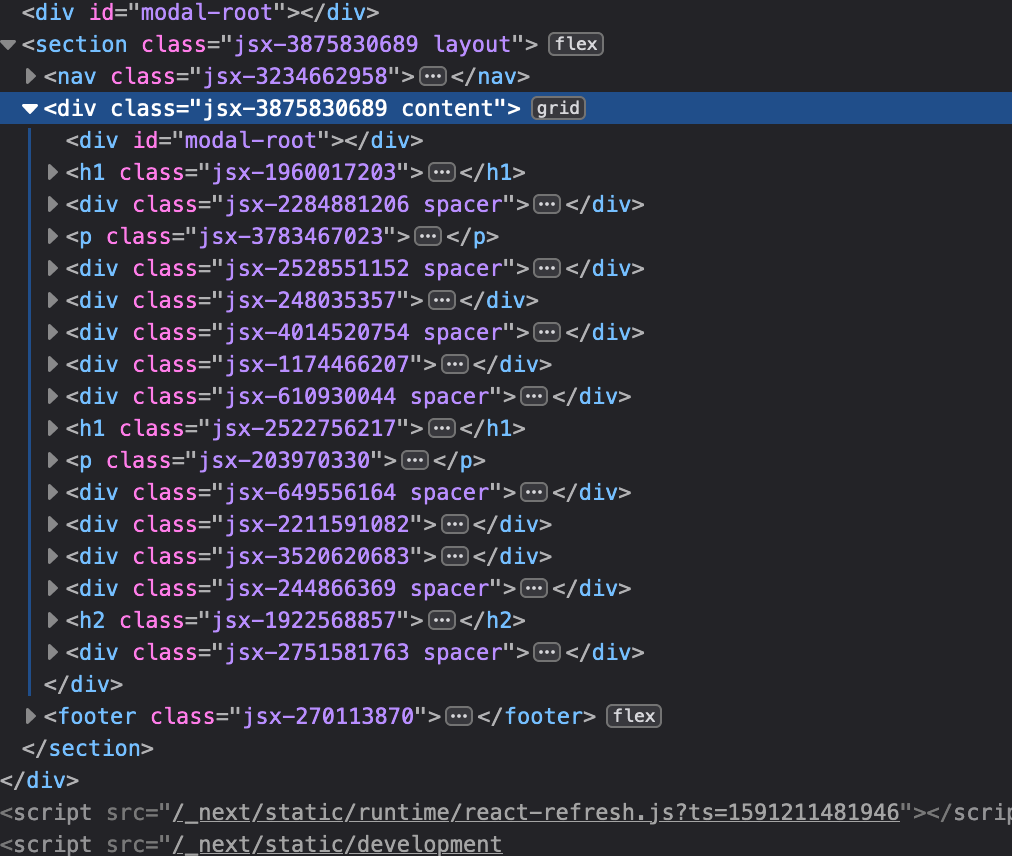 <div id="modal-root"></div>
<section class="jsx-3875830689 layout"> flex
<nav class="jsx-3234662958">···</nav>
<div class="jsx-3875830689 content"> grid
<div id="modal-root"></div>
<h1 class="jsx-1960017203">···</h1>
<div class="jsx-2284881206 spacer">···</div>
<p class="jsx-3783467023">···</p>
<div class="jsx-2528551152 spacer">···</div>
<div class="jsx-248035357">···</div>
<div class="jsx-4014520754 spacer">···</div>
<div class="jsx-1174466207">···</div>
<div class="jsx-610930044 spacer">···</div>
<h1 class="jsx-2522756217">···</h1>
<p class="jsx-203970330">···</p>
<div class="jsx-649556164 spacer">···</div>
<div class="jsx-2211591082">···</div>
<div class="jsx-3520620683">···</div>
<div class="jsx-244866369 spacer">···</div>
<h2 class="jsx-1922568857">···</h2>
<div class="jsx-2751581763 spacer">···</div>
</div>
<footer class="jsx-270113870">···</footer> flex
</section>
</div>
<script src="/_next/static/runtime/react-refresh.js?ts=1591211481946"></scrip
<script src="/_next/static/development